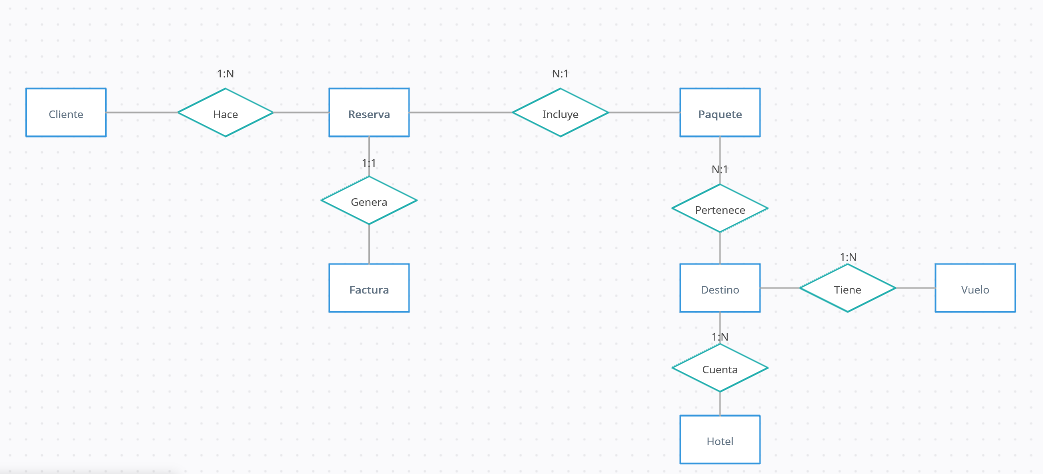 1:N
N:1
Cliente
Hace
Reserva
Incluye
Paquete
1:1
N:1
Genera
Pertenece
1:N
Factura
Destino
Tiene
Vuelo
1:N
Cuenta
Hotel